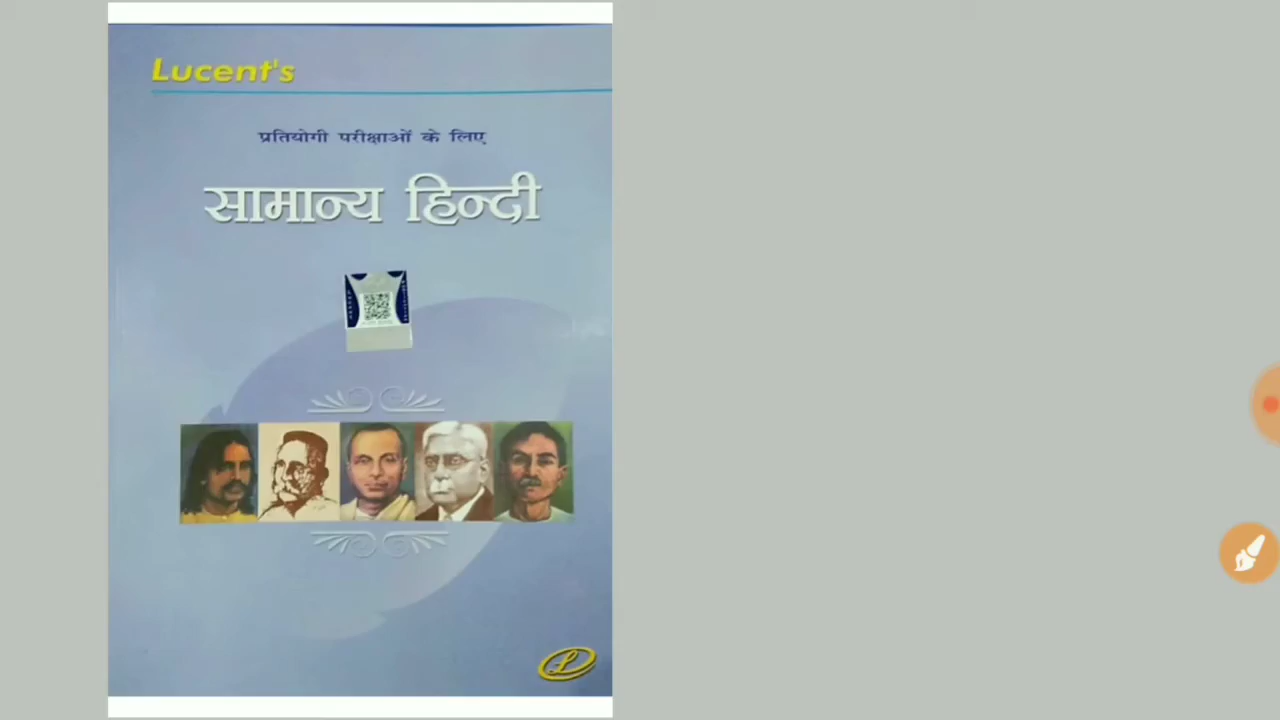 Lucent's
प्रतियोगी परीक्षाओं के लिए
सामान्य हिन्दी
L